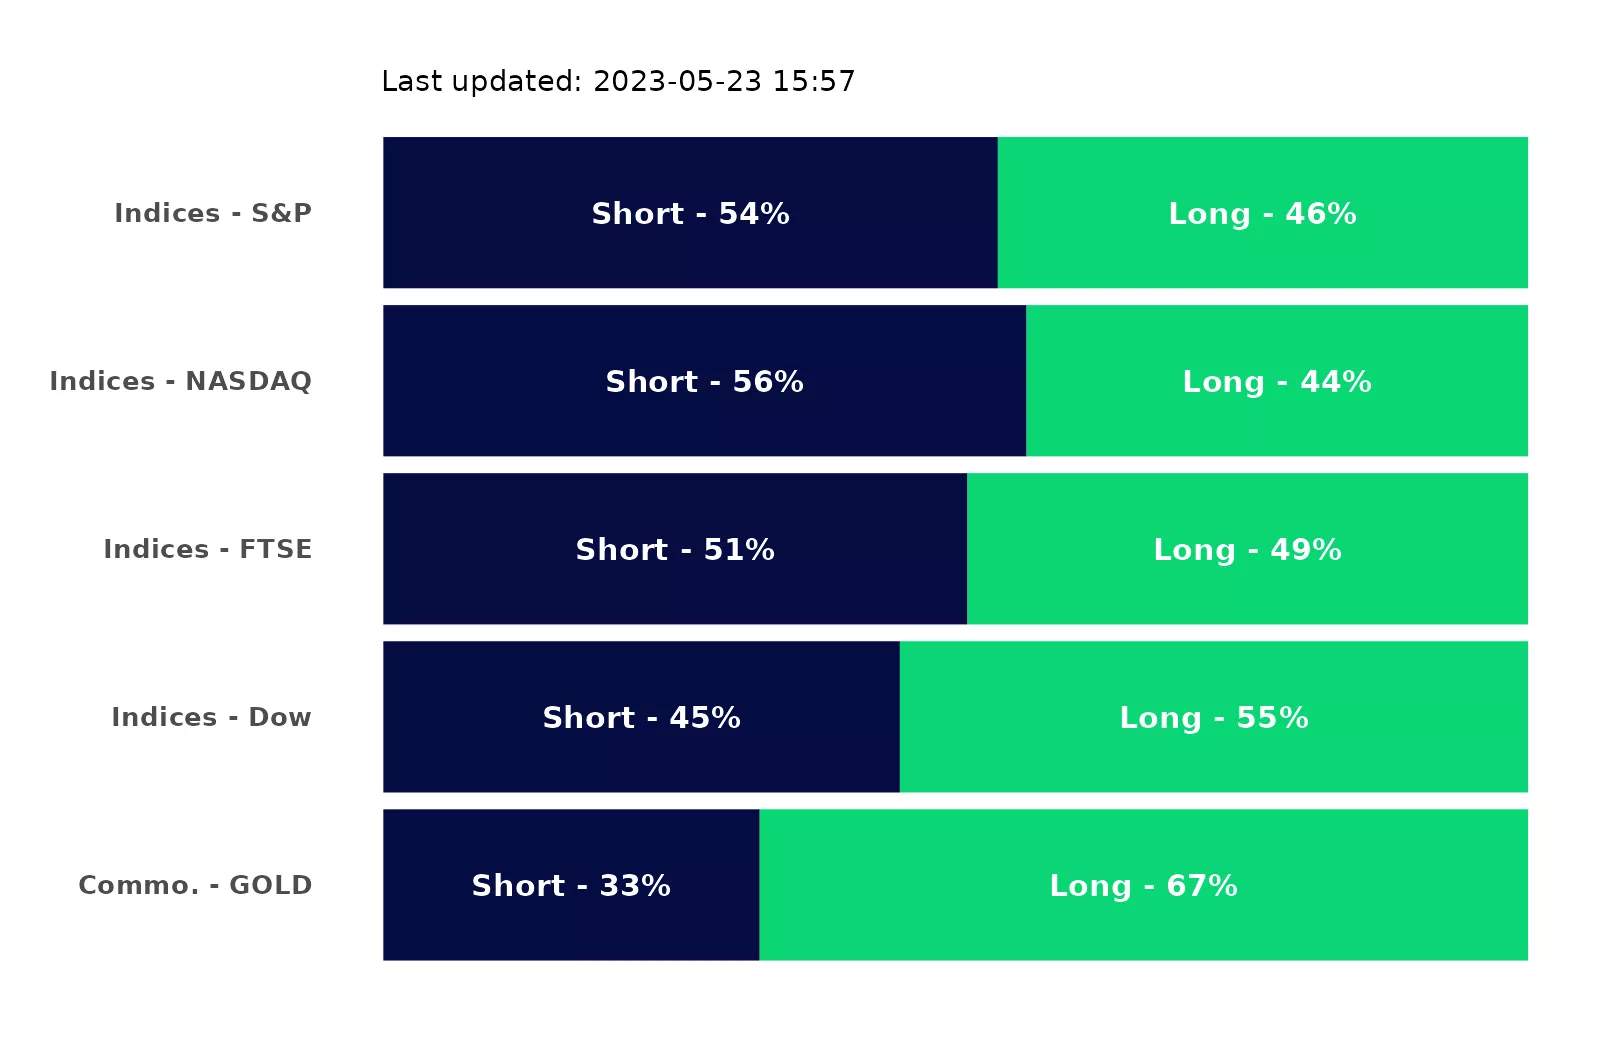 Last updated: 2023-05-23 15:57
Indices - S&P Short - 54% Long - 46%
Indices - NASDAQ Short - 56% Long - 44%
Indices - FTSE Short - 51% Long - 49%
Indices - Dow Short - 45% Long - 55%
Commo. - GOLD Short - 33% Long - 67%